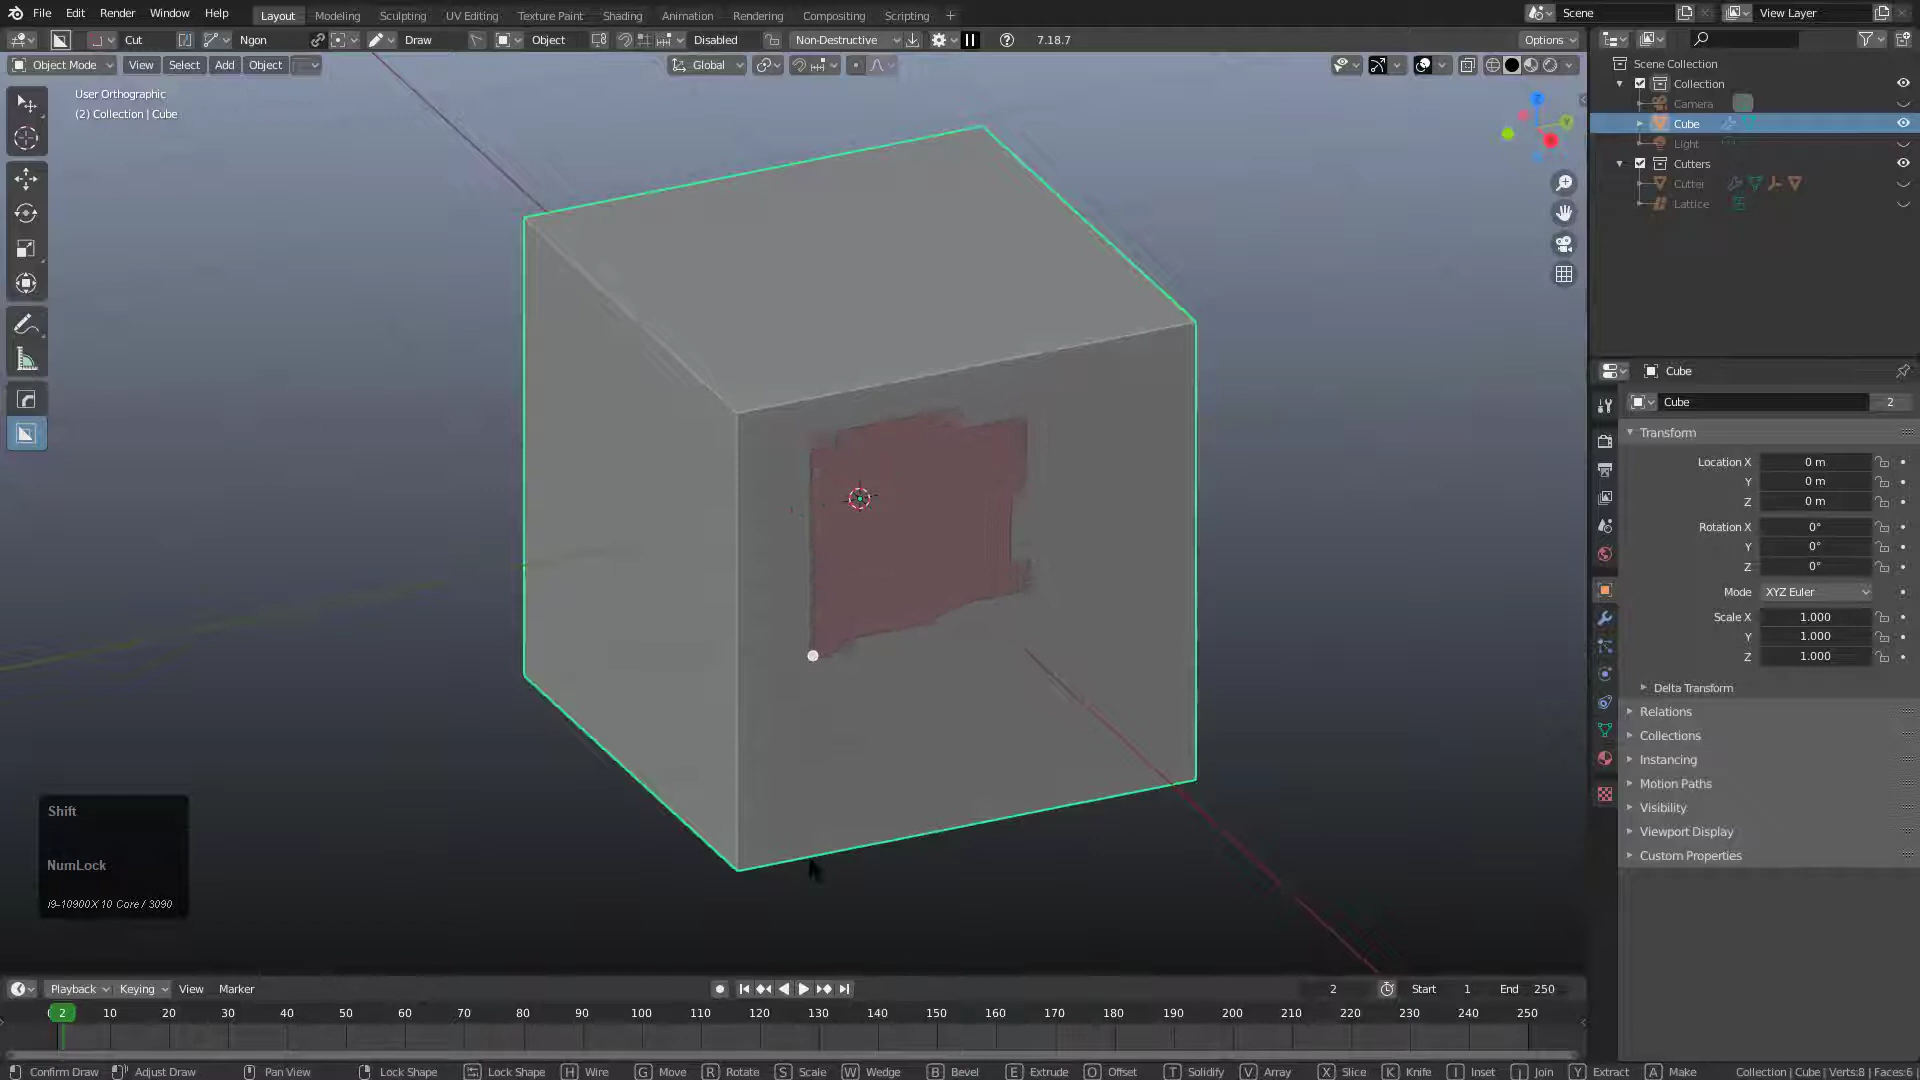 File Edit Render Window Help Layout Modeling Sculpting UV Editing Texture Paint Shading Animation Rendering Compositing Scripting + Scene View Layer
Cut Ngon Draw Object Disabled Non-Destructive 7.18.7 Options
Object Mode View Select Add Object Global
User Orthographic
(2) Collection | Cube
Scene Collection
Collection
Camera
Cube
Light
Cutters
Cutter
Lattice
Cube
Cube 2
Transform
Location X 0 m
Y 0 m
Z 0 m
Rotation X 0°
Y 0°
Z 0°
Mode XYZ Euler
Scale X 1.000
Y 1.000
Z 1.000
Delta Transform
Relations
Collections
Instancing
Motion Paths
Visibility
Viewport Display
Custom Properties
Shift
NumLock
i9-10900X 10 Core / 3090
Playback Keying View Marker 2 Start 1 End 250
2 10 20 30 40 50 60 70 80 90 100 110 120 130 140 150 160 170 180 190 200 210 220 230 240 250
Confirm Draw Adjust Draw Pan View Lock Shape Lock Shape H Wire G Move R Rotate S Scale W Wedge B Bevel E Extrude O Offset T Solidify V Array X Slice K Knife I Inset J Join Y Extract A Make Collection | Cube | Verts:8 | Faces:6 |